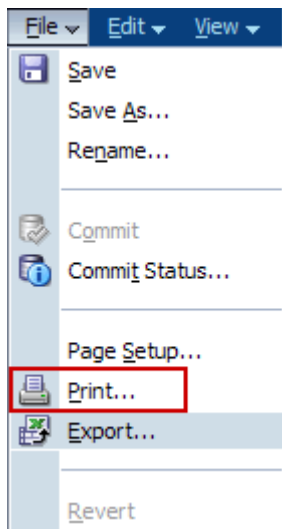 File Edit View
Save
Save As...
Rename...
Commit
Commit Status...
Page Setup...
Print...
Export...
Revert